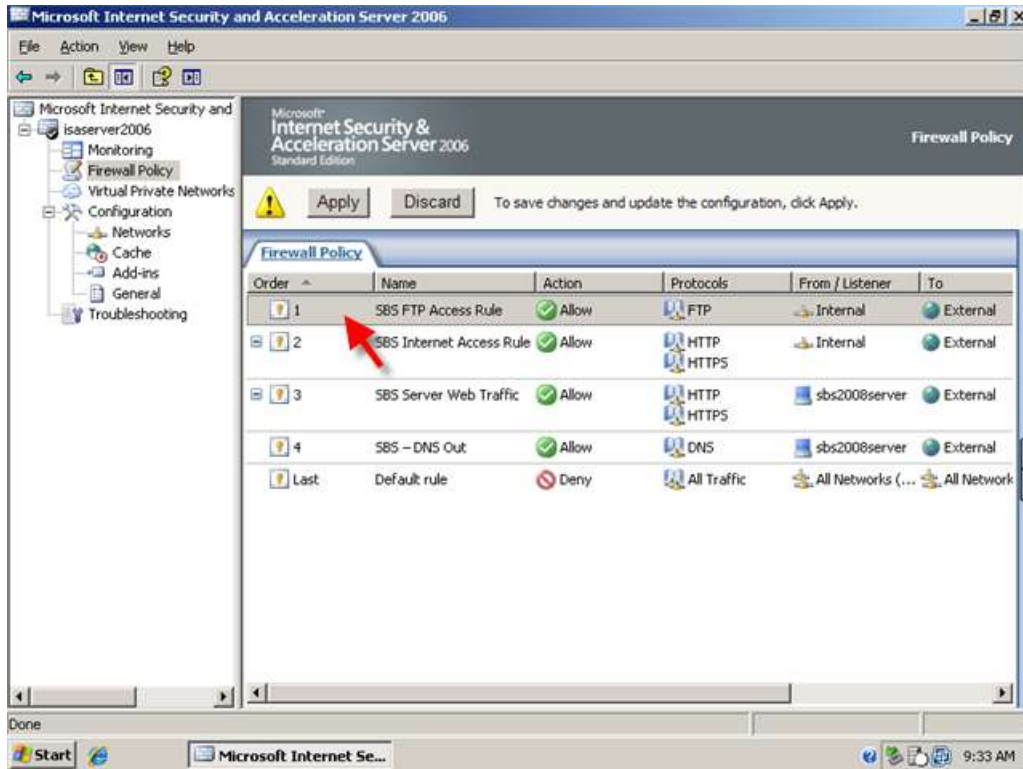 Microsoft Internet Security and Acceleration Server 2006
File Action View Help
Microsoft Internet Security and
isaserver2006
Monitoring
Firewall Policy
Virtual Private Networks
Configuration
Networks
Cache
Add-ins
General
Troubleshooting
Microsoft
Internet Security &
Acceleration Server 2006
Standard Edition
Firewall Policy
Apply Discard To save changes and update the configuration, click Apply.
Firewall Policy
Order Name Action Protocols From / Listener To
1 SBS FTP Access Rule Allow FTP Internal External
2 SBS Internet Access Rule Allow HTTP Internal External
HTTPS
3 SBS Server Web Traffic Allow HTTP sbs2008server External
HTTPS
4 SBS – DNS Out Allow DNS sbs2008server External
Last Default rule Deny All Traffic All Networks (... All Network
Done
Start Microsoft Internet Se... 9:33 AM